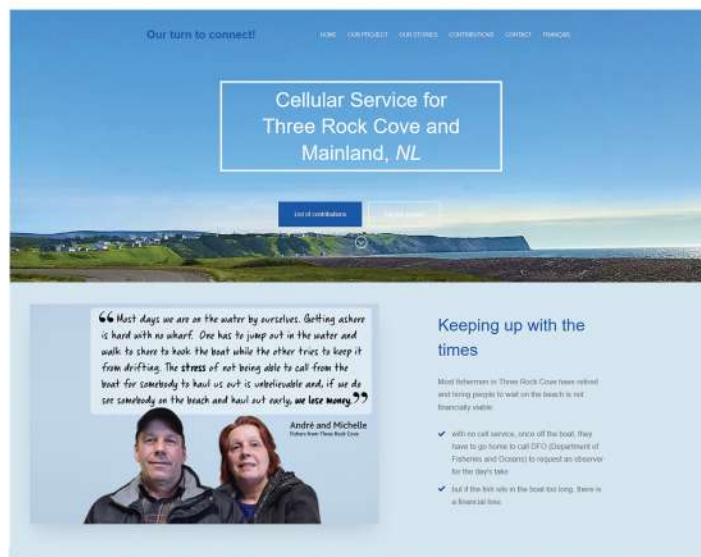 Our turn to connect!
HOME OUR PROJECT OUR STORIES CONTRIBUTIONS CONTACT FRANÇAIS
Cellular Service for
Three Rock Cove and
Mainland, NL
List of contributions
“Most days we are on the water by ourselves. Getting ashore
is hard with no wharf. One has to jump out in the water and
walk to shore to hook the boat while the other tries to keep it
from drifting. The stress of not being able to call from the
boat for somebody to haul us out is unbelievable and, if we do
see somebody on the beach and haul out early, we lose money.”
André and Michelle
Fishers from Three Rock Cove
Keeping up with the
times
Most fishermen in Three Rock Cove have retired
and hiring people to wait on the beach is not
financially viable:
✔ with no cell service, once off the boat, they
have to go home to call DFO (Department of
Fisheries and Oceans) to request an observer
for the day's take
✔ but if the fish sits in the boat too long, there is
a financial loss.